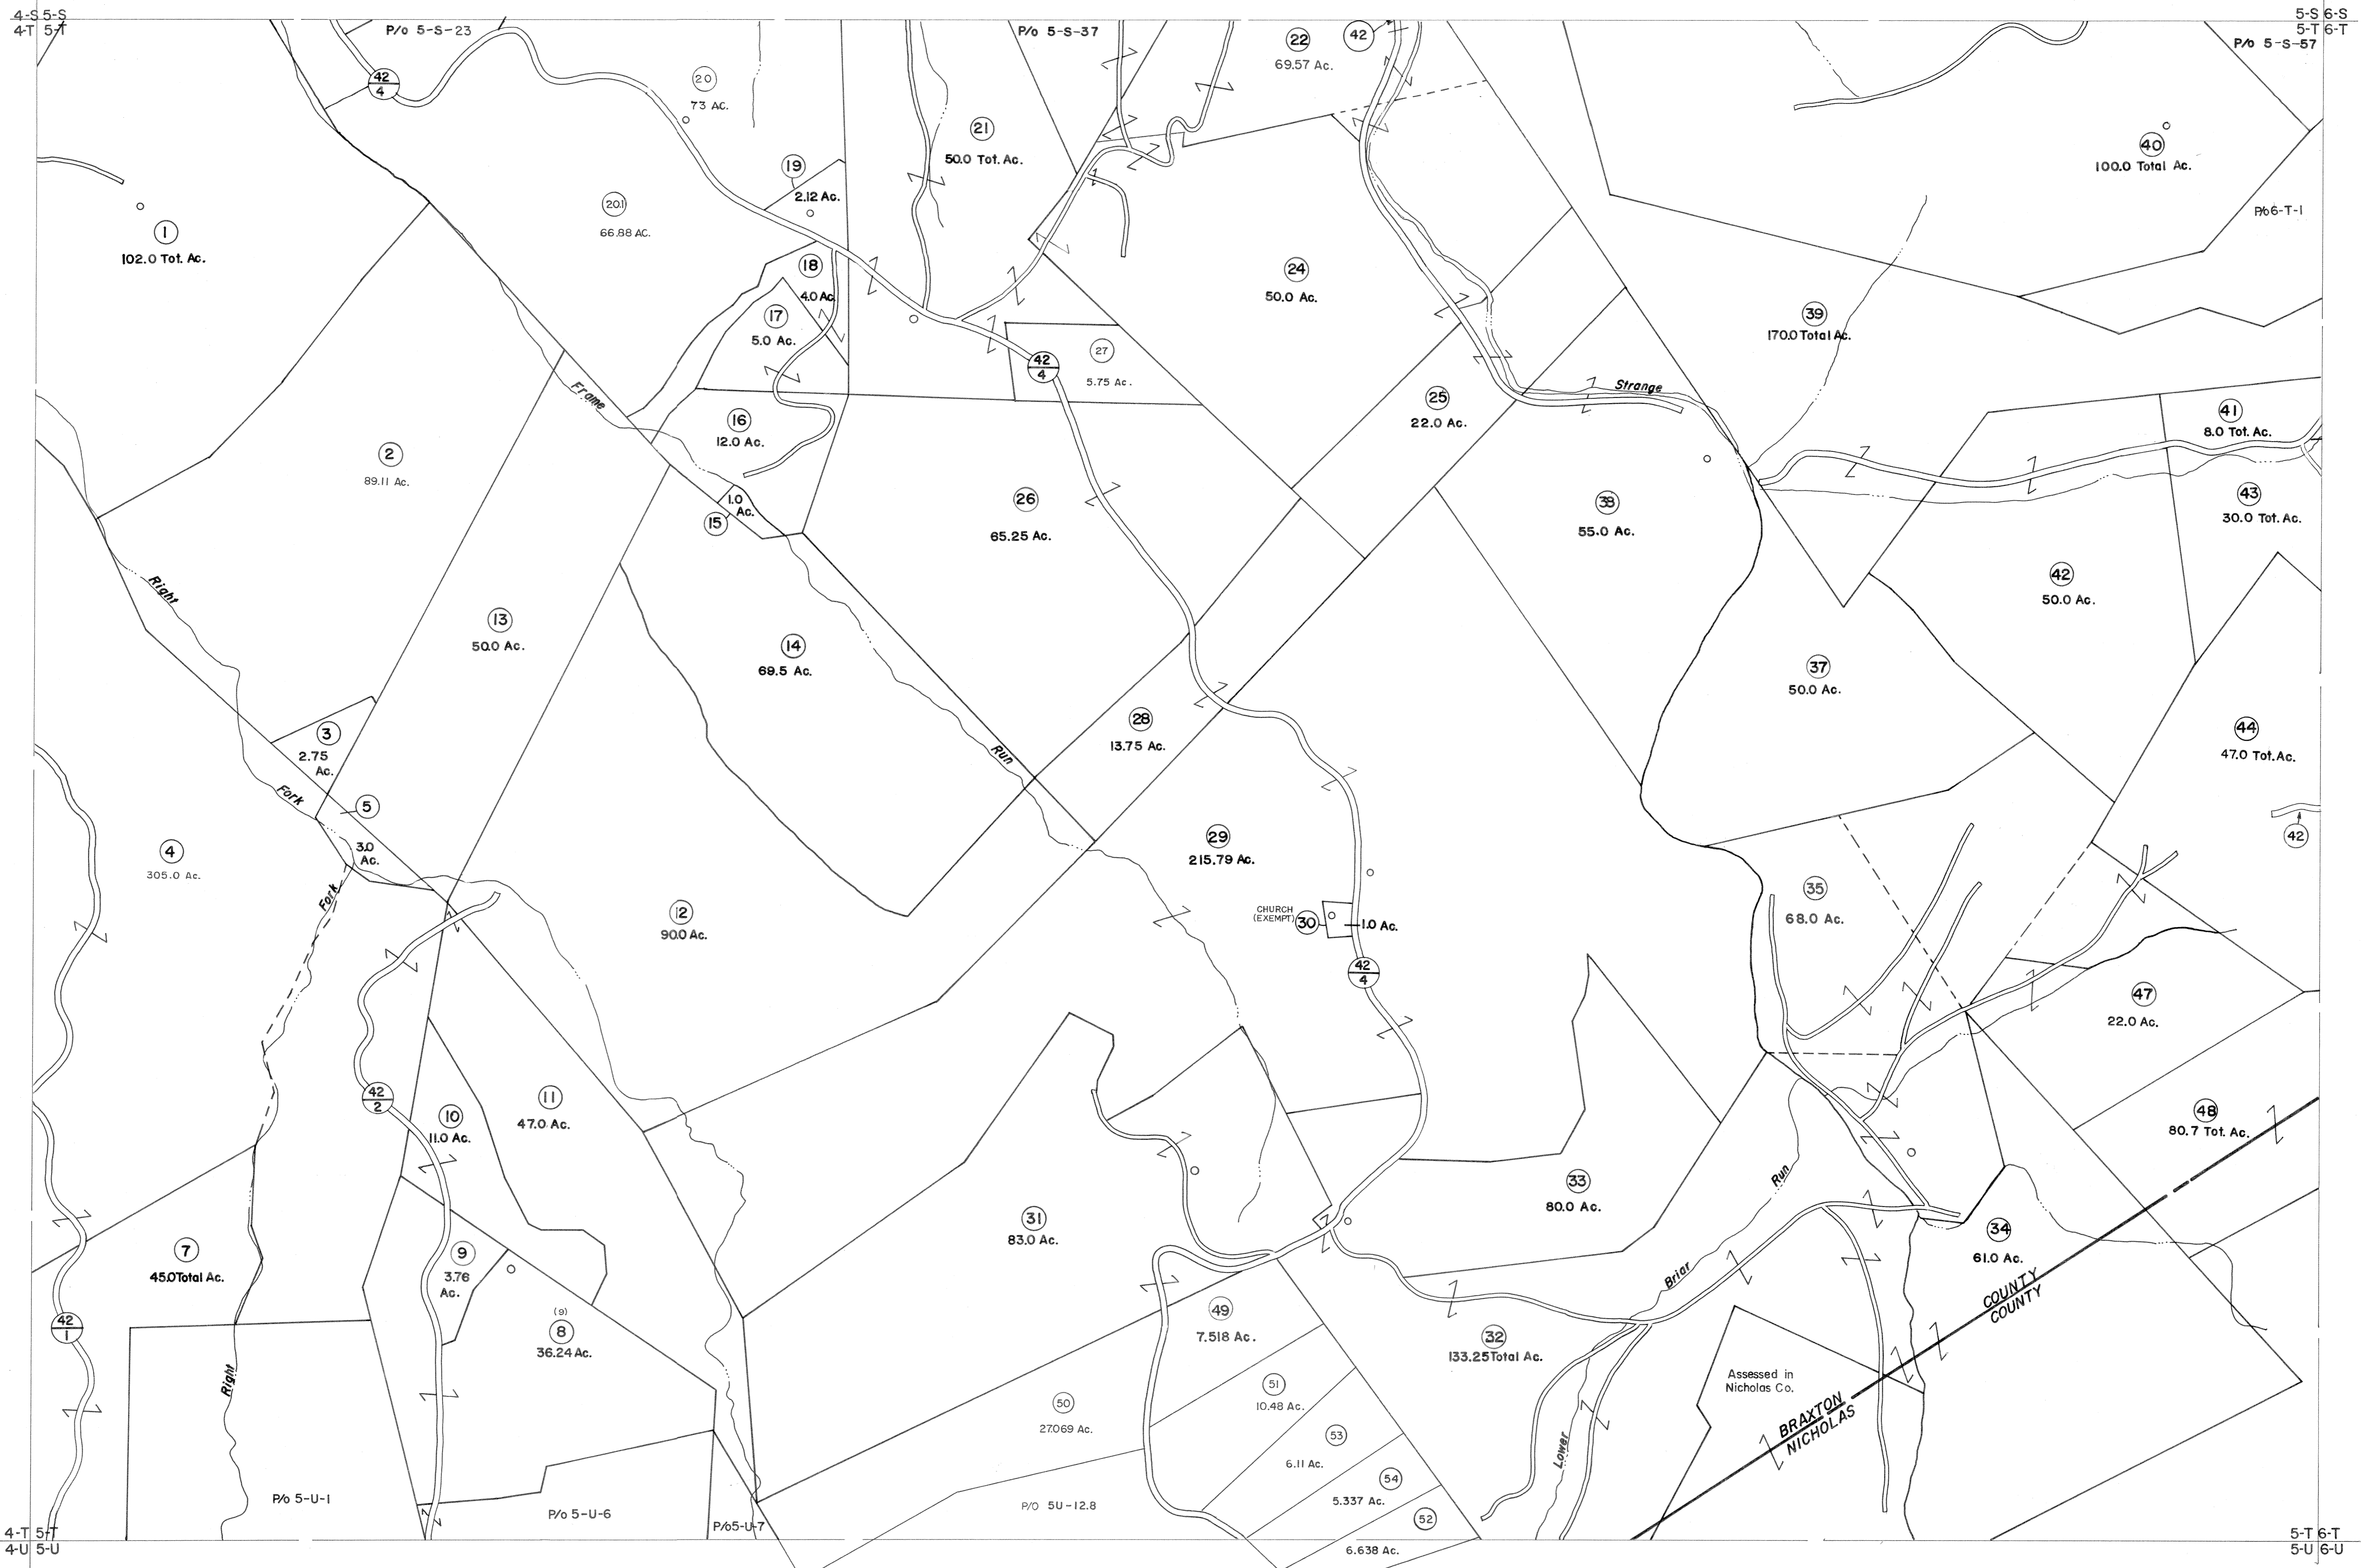 4-S 5-S
4-T 5-T
5-S 6-S
5-T 6-T
P/o 5-S-23
P/o 5-S-37
22
69.57 Ac.
42
P/o 5-S-57
42
4
20
73 Ac.
21
50.0 Tot. Ac.
40
100.0 Total Ac.
19
2.12 Ac.
20.1
66.88 AC.
P/o 6-T-1
1
102.0 Tot. Ac.
18
4.0 Ac.
24
50.0 Ac.
17
5.0 Ac.
39
170.0 Total Ac.
27
5.75 Ac.
42
4
Frame
Strange
25
22.0 Ac.
41
8.0 Tot. Ac.
16
12.0 Ac.
2
89.11 Ac.
1.0
Ac.
15
26
65.25 Ac.
38
55.0 Ac.
43
30.0 Tot. Ac.
Right
42
50.0 Ac.
13
50.0 Ac.
14
69.5 Ac.
37
50.0 Ac.
3
2.75
Ac.
28
13.75 Ac.
44
47.0 Tot. Ac.
Run
Fork
5
42
3.0
Ac.
4
305.0 Ac.
29
215.79 Ac.
Fork
35
68.0 Ac.
12
90.0 Ac.
CHURCH
(EXEMPT)
30
1.0 Ac.
42
4
47
22.0 Ac.
42
2
10
11.0 Ac.
11
47.0 Ac.
48
80.7 Tot. Ac.
Run
33
80.0 Ac.
31
83.0 Ac.
34
61.0 Ac.
7
45.0 Total Ac.
9
3.76
Ac.
Briar
COUNTY
COUNTY
42
1
(9)
8
36.24 Ac.
49
7.518 Ac.
32
133.25 Total Ac.
Right
Assessed in
Nicholas Co.
51
10.48 Ac.
50
27.069 Ac.
BRAXTON
NICHOLAS
53
6.11 Ac.
Lower
54
5.337 Ac.
P/o 5-U-1
P/o 5-U-6
P/o 5-U-7
P/O 5U-12.8
52
6.638 Ac.
4-T 5-T
4-U 5-U
5-T 6-T
5-U 6-U